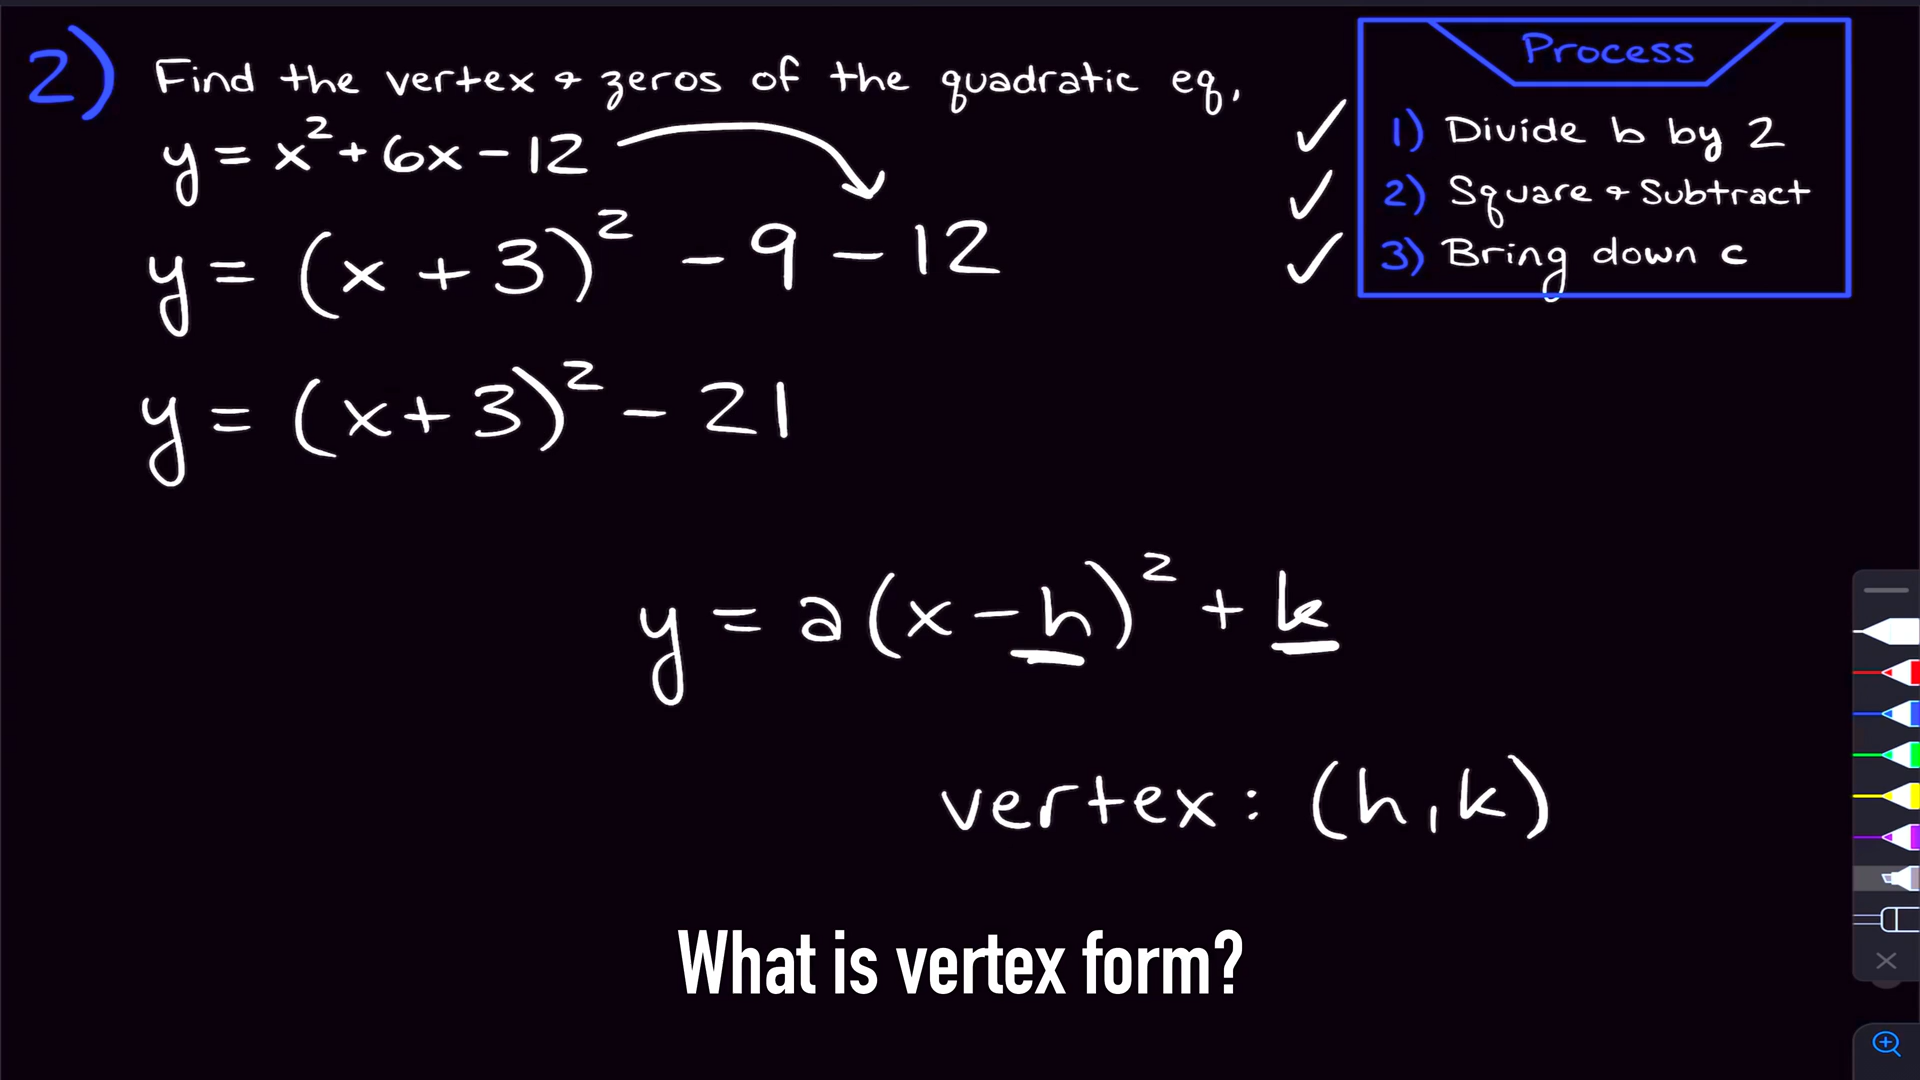 2) Find the vertex & zeros of the quadratic eq.
y = x² + 6x - 12
y = (x + 3)² - 9 - 12
y = (x + 3)² - 21
Process
1) Divide b by 2
2) Square & Subtract
3) Bring down c
y = a(x - h)² + k
vertex: (h, k)
What is vertex form?